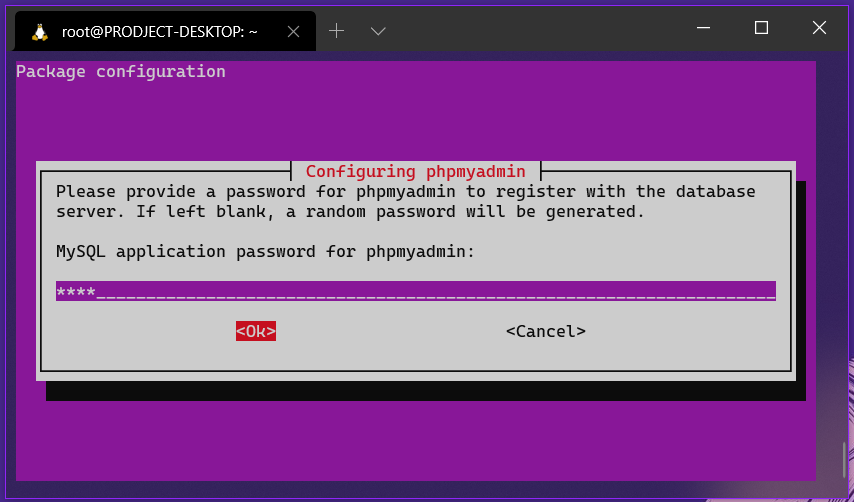 root@PRODJECT-DESKTOP: ~
Package configuration
Configuring phpmyadmin
Please provide a password for phpmyadmin to register with the database
server. If left blank, a random password will be generated.
MySQL application password for phpmyadmin:
****____________________________________________________________________
<Ok> <Cancel>